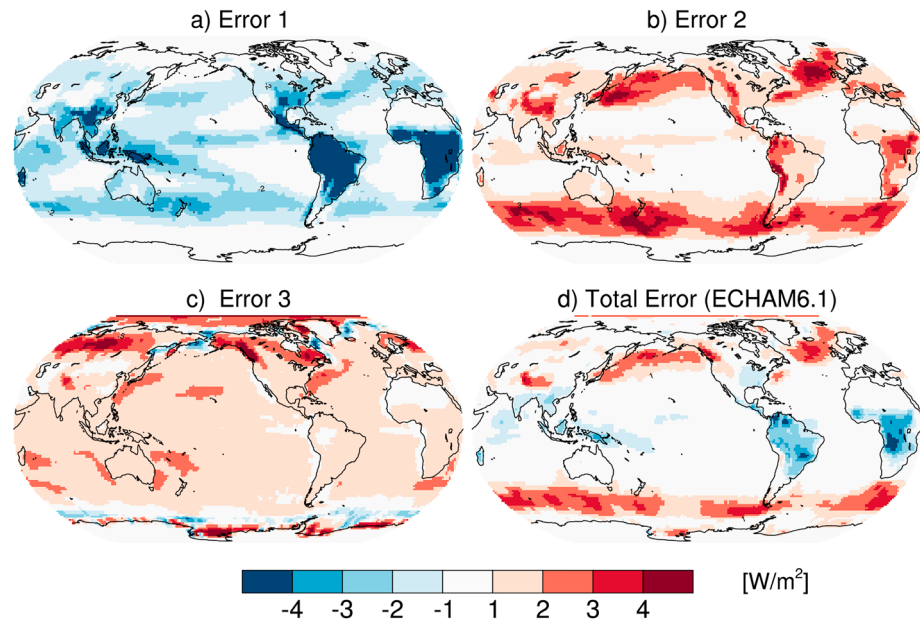 a) Error 1
b) Error 2
c) Error 3
d) Total Error (ECHAM6.1)
-4 -3 -2 -1 1 2 3 4
[W/m²]